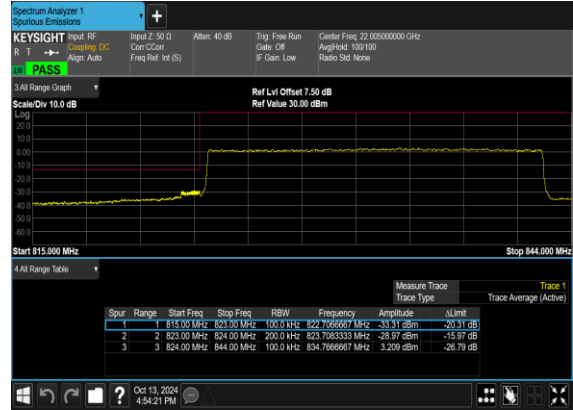 Spectrum Analyzer 1
Spurious Emissions
KEYSIGHT Input: RF Input Z: 50 Ω Atten: 40 dB Trig: Free Run Center Freq: 22.005000000 GHz
R T Coupling: DC Corr CCorr Gate: Off Avg|Hold: 100/100
Align: Auto Freq Ref: Int (S) IF Gain: Low Radio Std: None
PASS
3 All Range Graph
Ref Lvl Offset 7.50 dB
Scale/Div 10.0 dB Ref Value 30.00 dBm
Log
20.0
10.0
0.00
-10.0
-20.0
-30.0
-40.0
-50.0
-60.0
Start 815.000 MHz Stop 844.000 MHz
4 All Range Table
Measure Trace Trace 1
Trace Type Trace Average (Active)
Spur Range Start Freq Stop Freq RBW Frequency Amplitude ΔLimit
1 1 815.00 MHz 823.00 MHz 100.0 kHz 822.7066667 MHz -33.31 dBm -20.31 dB
2 2 823.00 MHz 824.00 MHz 200.0 kHz 823.7083333 MHz -28.97 dBm -15.97 dB
3 3 824.00 MHz 844.00 MHz 100.0 kHz 834.7666667 MHz 3.209 dBm -26.79 dB
? Oct 13, 2024
4:54:21 PM